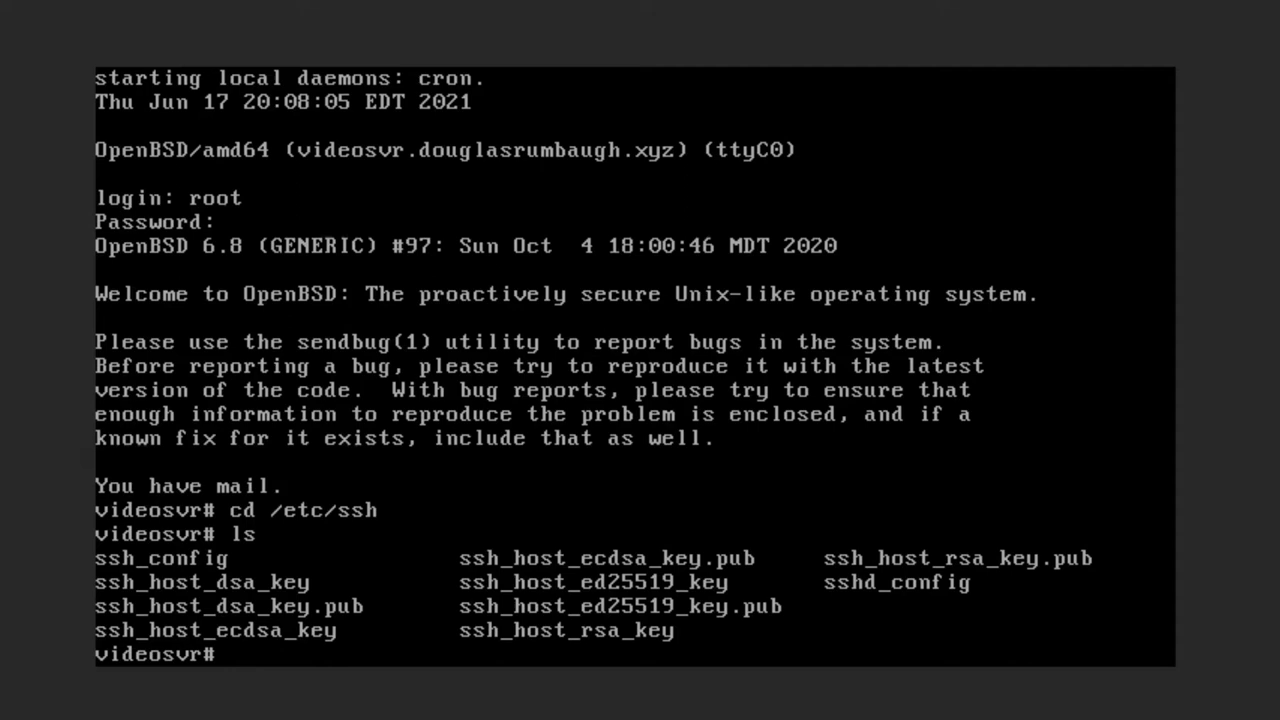 starting local daemons: cron.
Thu Jun 17 20:08:05 EDT 2021
OpenBSD/amd64 (videosvr.douglasrumbaugh.xyz) (ttyC0)
login: root
Password:
OpenBSD 6.8 (GENERIC) #97: Sun Oct  4 18:00:46 MDT 2020
Welcome to OpenBSD: The proactively secure Unix-like operating system.
Please use the sendbug(1) utility to report bugs in the system.
Before reporting a bug, please try to reproduce it with the latest
version of the code.  With bug reports, please try to ensure that
enough information to reproduce the problem is enclosed, and if a
known fix for it exists, include that as well.
You have mail.
videosvr# cd /etc/ssh
videosvr# ls
ssh_config ssh_host_ecdsa_key.pub ssh_host_rsa_key.pub
ssh_host_dsa_key ssh_host_ed25519_key sshd_config
ssh_host_dsa_key.pub ssh_host_ed25519_key.pub
ssh_host_ecdsa_key ssh_host_rsa_key
videosvr#